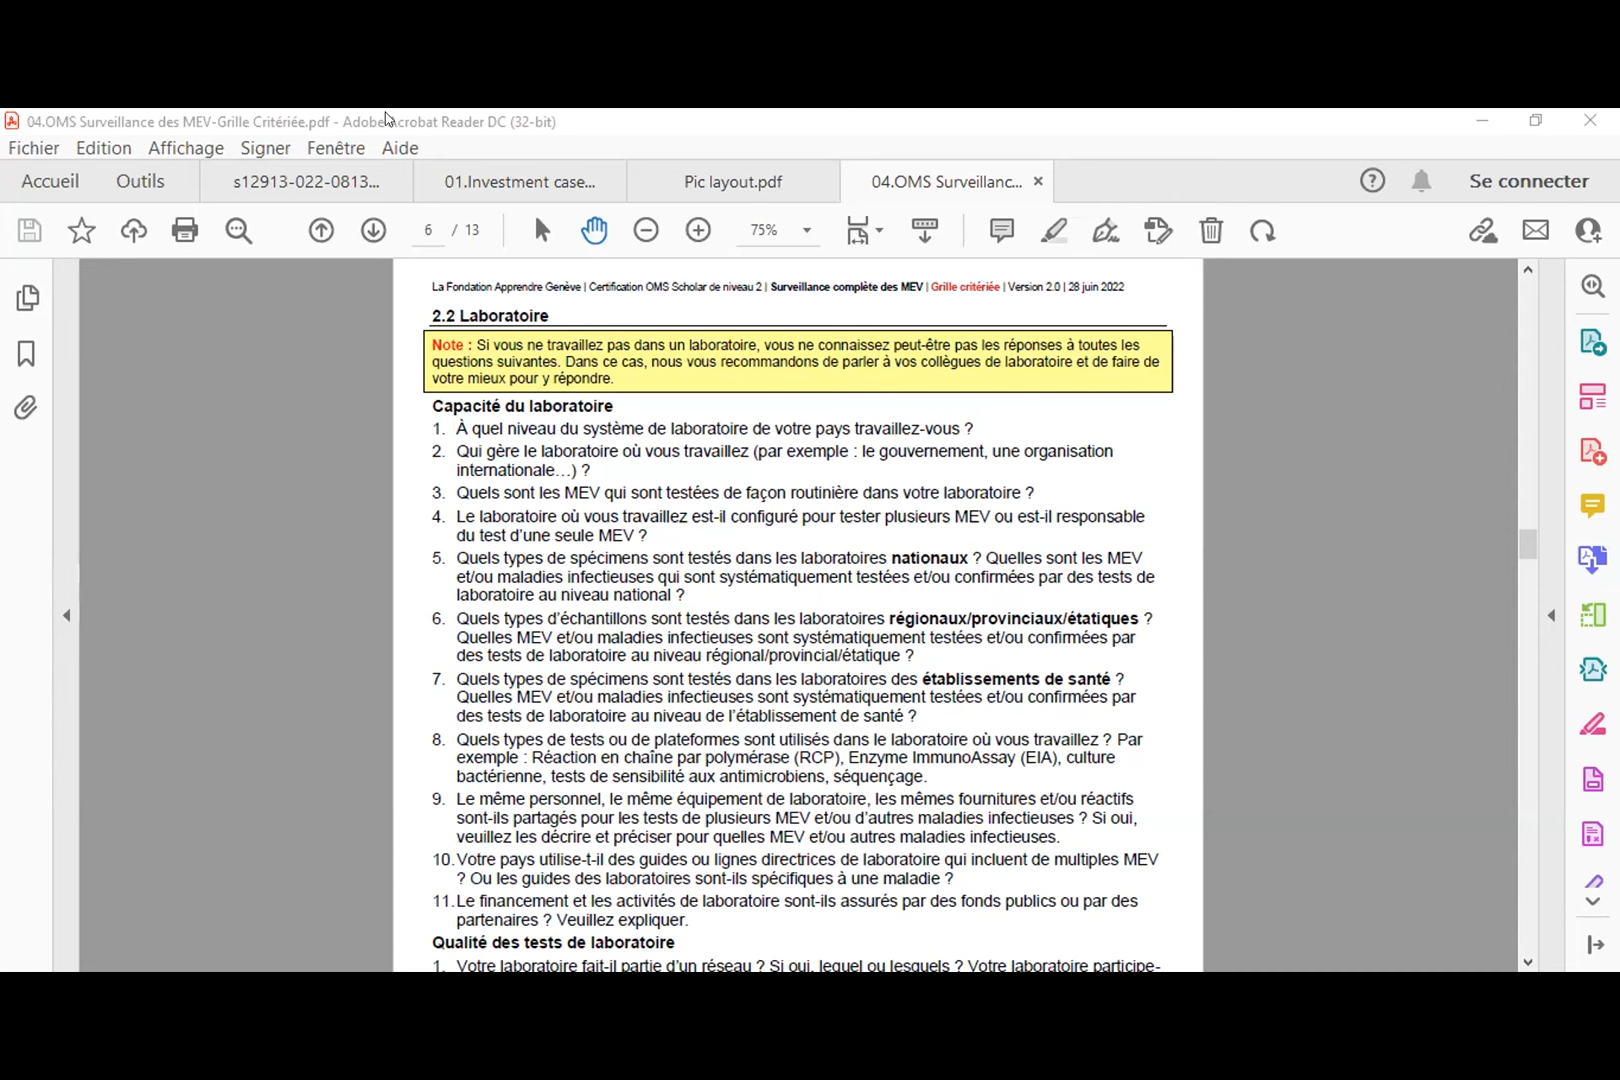 04.OMS Surveillance des MEV-Grille Critériée.pdf - Adobe Acrobat Reader DC (32-bit)
Fichier Edition Affichage Signer Fenêtre Aide
Accueil Outils s12913-022-0813... 01.Investment case... Pic layout.pdf 04.OMS Surveillanc... × Se connecter
6 / 13 75%
La Fondation Apprendre Genève | Certification OMS Scholar de niveau 2 | Surveillance complète des MEV | Grille critériée | Version 2.0 | 28 juin 2022
2.2 Laboratoire
Note : Si vous ne travaillez pas dans un laboratoire, vous ne connaissez peut-être pas les réponses à toutes les
questions suivantes. Dans ce cas, nous vous recommandons de parler à vos collègues de laboratoire et de faire de
votre mieux pour y répondre.
Capacité du laboratoire
1. À quel niveau du système de laboratoire de votre pays travaillez-vous ?
2. Qui gère le laboratoire où vous travaillez (par exemple : le gouvernement, une organisation
internationale…) ?
3. Quels sont les MEV qui sont testées de façon routinière dans votre laboratoire ?
4. Le laboratoire où vous travaillez est-il configuré pour tester plusieurs MEV ou est-il responsable
du test d'une seule MEV ?
5. Quels types de spécimens sont testés dans les laboratoires nationaux ? Quelles sont les MEV
et/ou maladies infectieuses qui sont systématiquement testées et/ou confirmées par des tests de
laboratoire au niveau national ?
6. Quels types d'échantillons sont testés dans les laboratoires régionaux/provinciaux/étatiques ?
Quelles MEV et/ou maladies infectieuses sont systématiquement testées et/ou confirmées par
des tests de laboratoire au niveau régional/provincial/étatique ?
7. Quels types de spécimens sont testés dans les laboratoires des établissements de santé ?
Quelles MEV et/ou maladies infectieuses sont systématiquement testées et/ou confirmées par
des tests de laboratoire au niveau de l'établissement de santé ?
8. Quels types de tests ou de plateformes sont utilisés dans le laboratoire où vous travaillez ? Par
exemple : Réaction en chaîne par polymérase (RCP), Enzyme ImmunoAssay (EIA), culture
bactérienne, tests de sensibilité aux antimicrobiens, séquençage.
9. Le même personnel, le même équipement de laboratoire, les mêmes fournitures et/ou réactifs
sont-ils partagés pour les tests de plusieurs MEV et/ou d'autres maladies infectieuses ? Si oui,
veuillez les décrire et préciser pour quelles MEV et/ou autres maladies infectieuses.
10. Votre pays utilise-t-il des guides ou lignes directrices de laboratoire qui incluent de multiples MEV
? Ou les guides des laboratoires sont-ils spécifiques à une maladie ?
11. Le financement et les activités de laboratoire sont-ils assurés par des fonds publics ou par des
partenaires ? Veuillez expliquer.
Qualité des tests de laboratoire
1. Votre laboratoire fait-il partie d'un réseau ? Si oui, lequel ou lesquels ? Votre laboratoire participe-